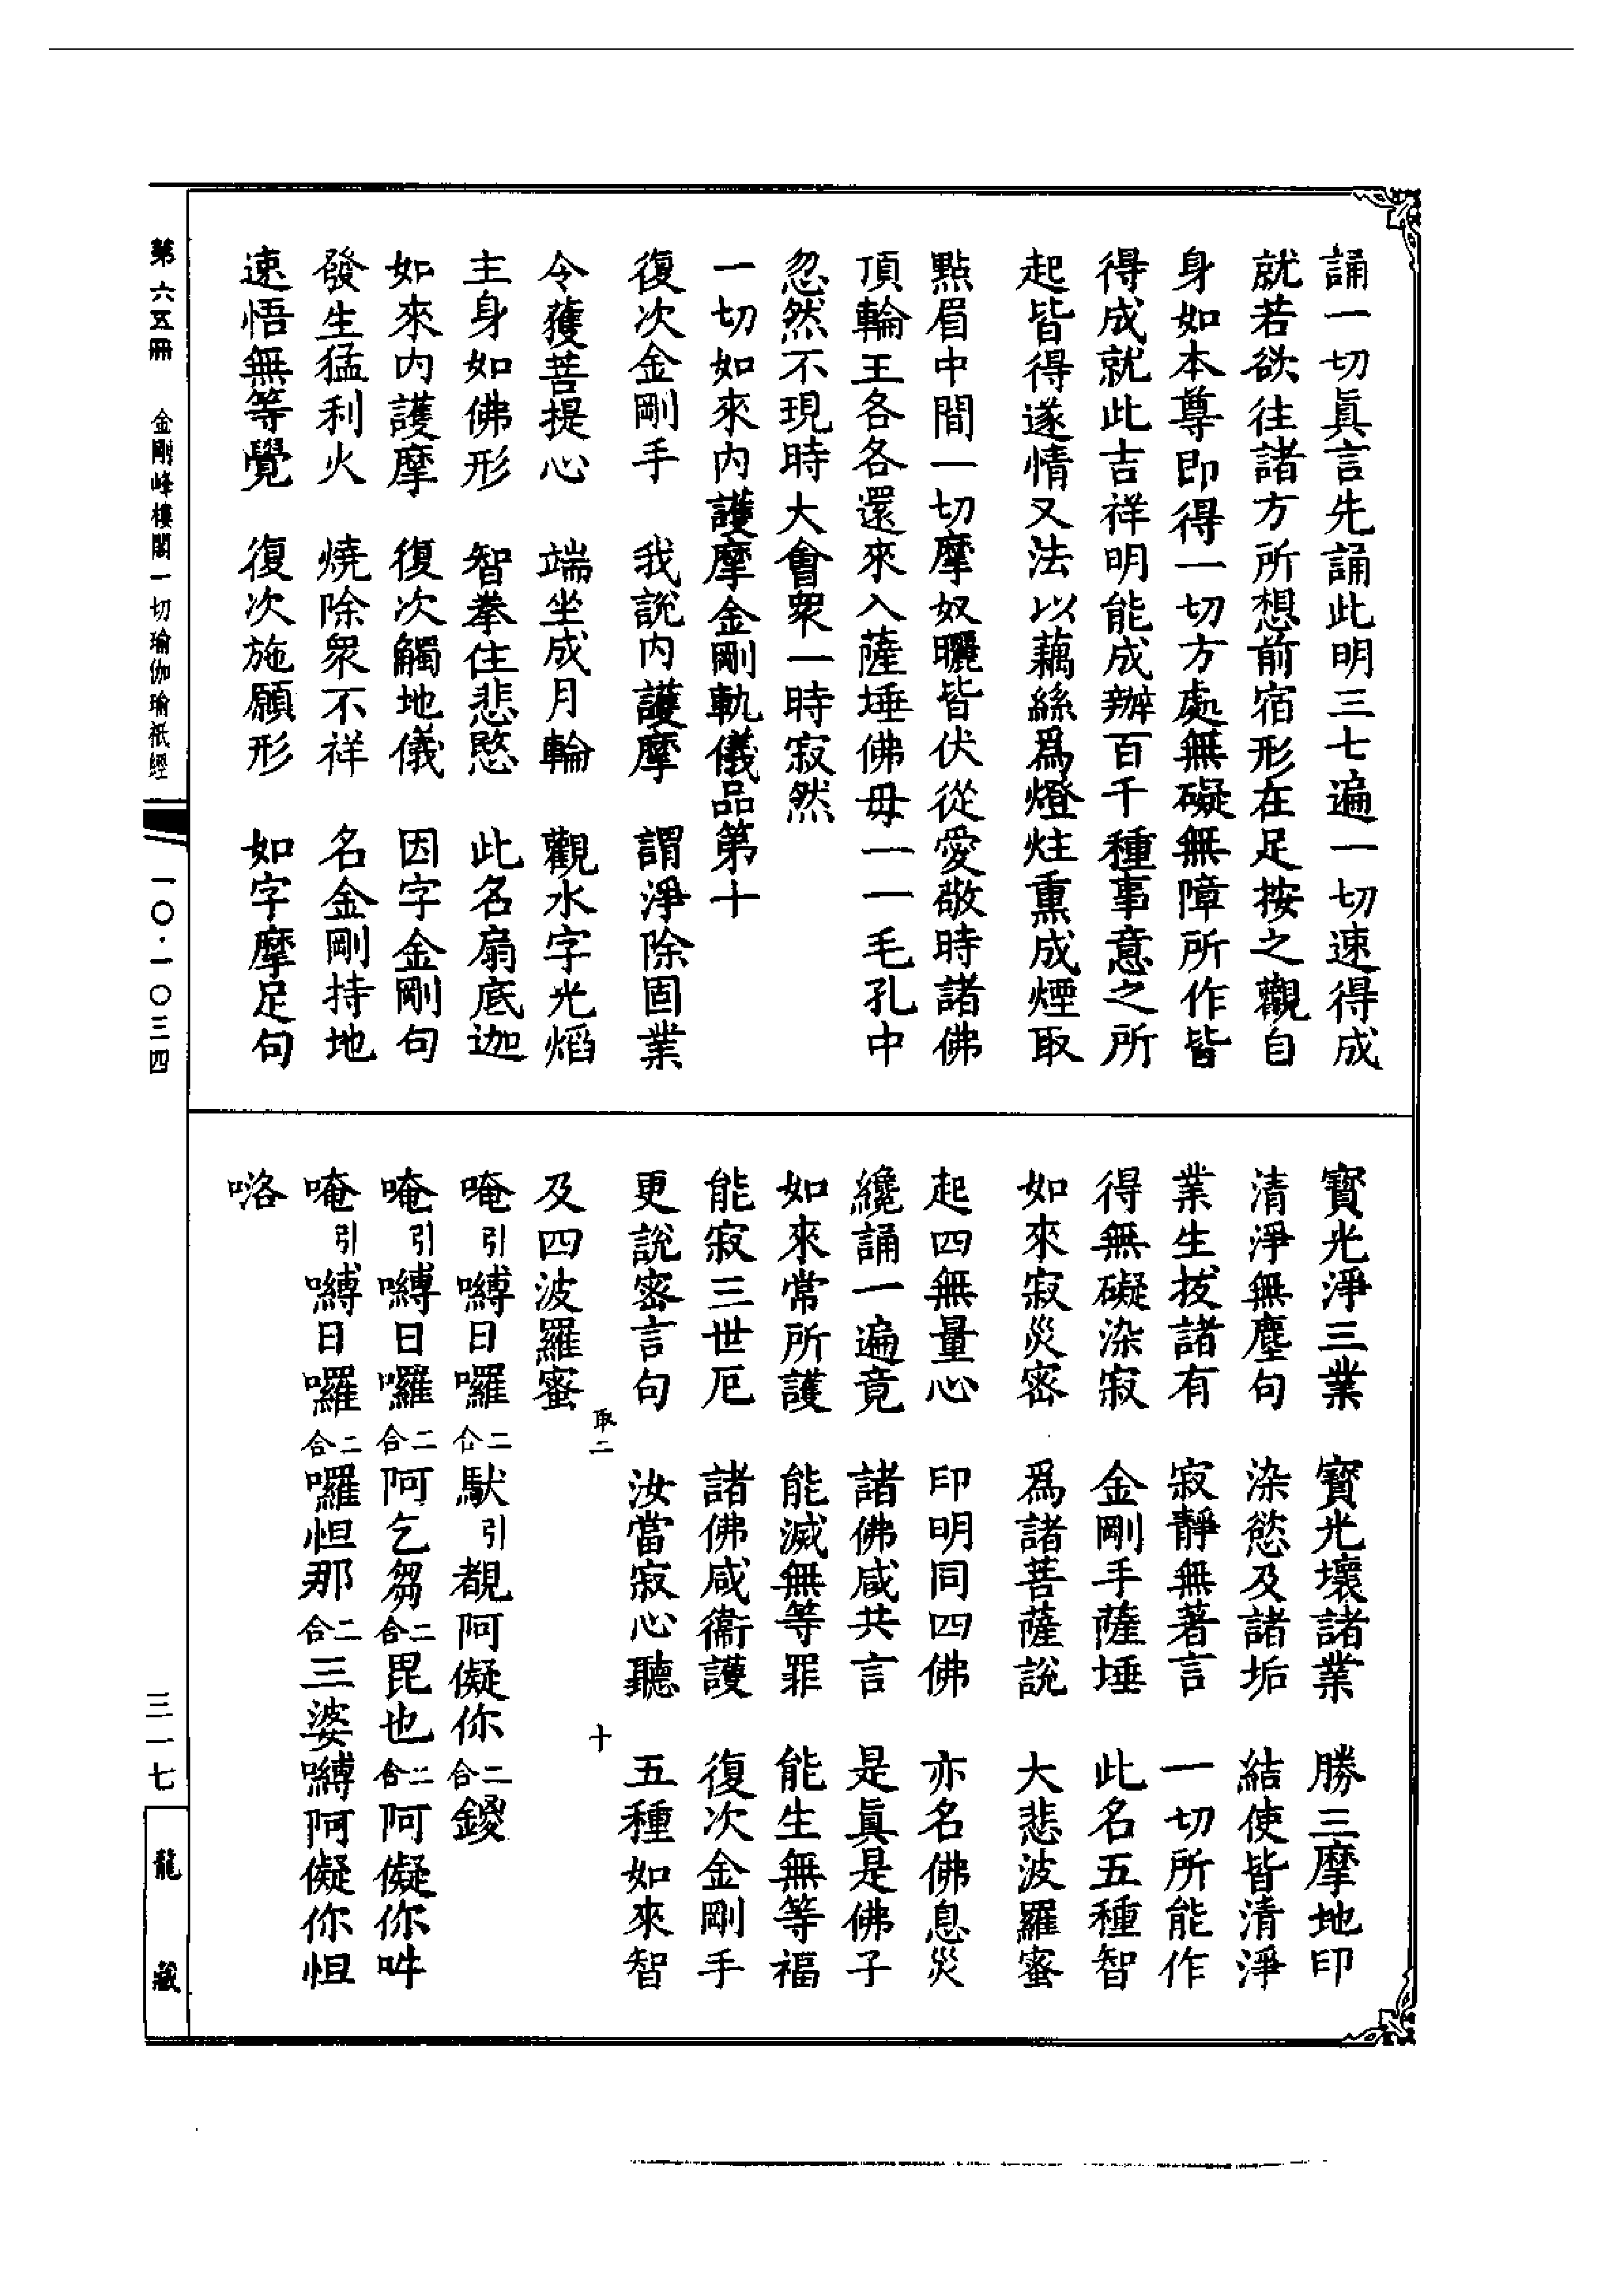 誦一切眞言先誦此明三七遍一切速得成
就若欲往諸方所想前宿形在足按之觀自
身如本尊即得一切方處無礙無障所作皆
得成就此吉祥明能成辦百千種事意之所
起皆得遂情又法以藕絲爲燈炷熏成煙取
點眉中間一切摩奴曬皆伏從愛敬時諸佛
頂輪王各各還來入薩埵佛母一一毛孔中
忽然不現時大會衆一時寂然
一切如來内護摩金剛軌儀品第十
復次金剛手　我說内護摩　謂淨除固業
令獲菩提心　端坐成月輪　觀水字光熖
主身如佛形　智拳住悲愍　此名扇底迦
如來内護摩　復次觸地儀　因字金剛句
發生猛利火　燒除衆不祥　名金剛持地
速悟無等覺　復次施願形　如字摩尼句
寶光淨三業　寶光壞諸業　勝三摩地印
清淨無塵句　染慾及諸垢　結使皆清淨
業生拔諸有　寂靜無著言　一切所能作
得無礙染寂　金剛手薩埵　此名五種智
如來寂災密　爲諸菩薩說　大悲波羅蜜
起四無量心　印明同四佛　亦名佛息災
纔誦一遍竟　諸佛咸共言　是眞是佛子
如來常所護　能滅無等罪　能生無等福
能寂三世厄　諸佛咸衞護　復次金剛手
更說密言句　汝當寂心聽　五種如來智
取二　十
及四波羅蜜
唵引嚩日囉二合馱引覩阿儗你二合鑁
唵引嚩日囉二合阿乞芻二合毘也二合阿儗你吽
唵引嚩日囉二合囉怛那二合三婆嚩阿儗你怛
咯
第六五冊　金剛峰樓閣一切瑜伽瑜祇經　一〇·一〇三四
三一七
龍藏